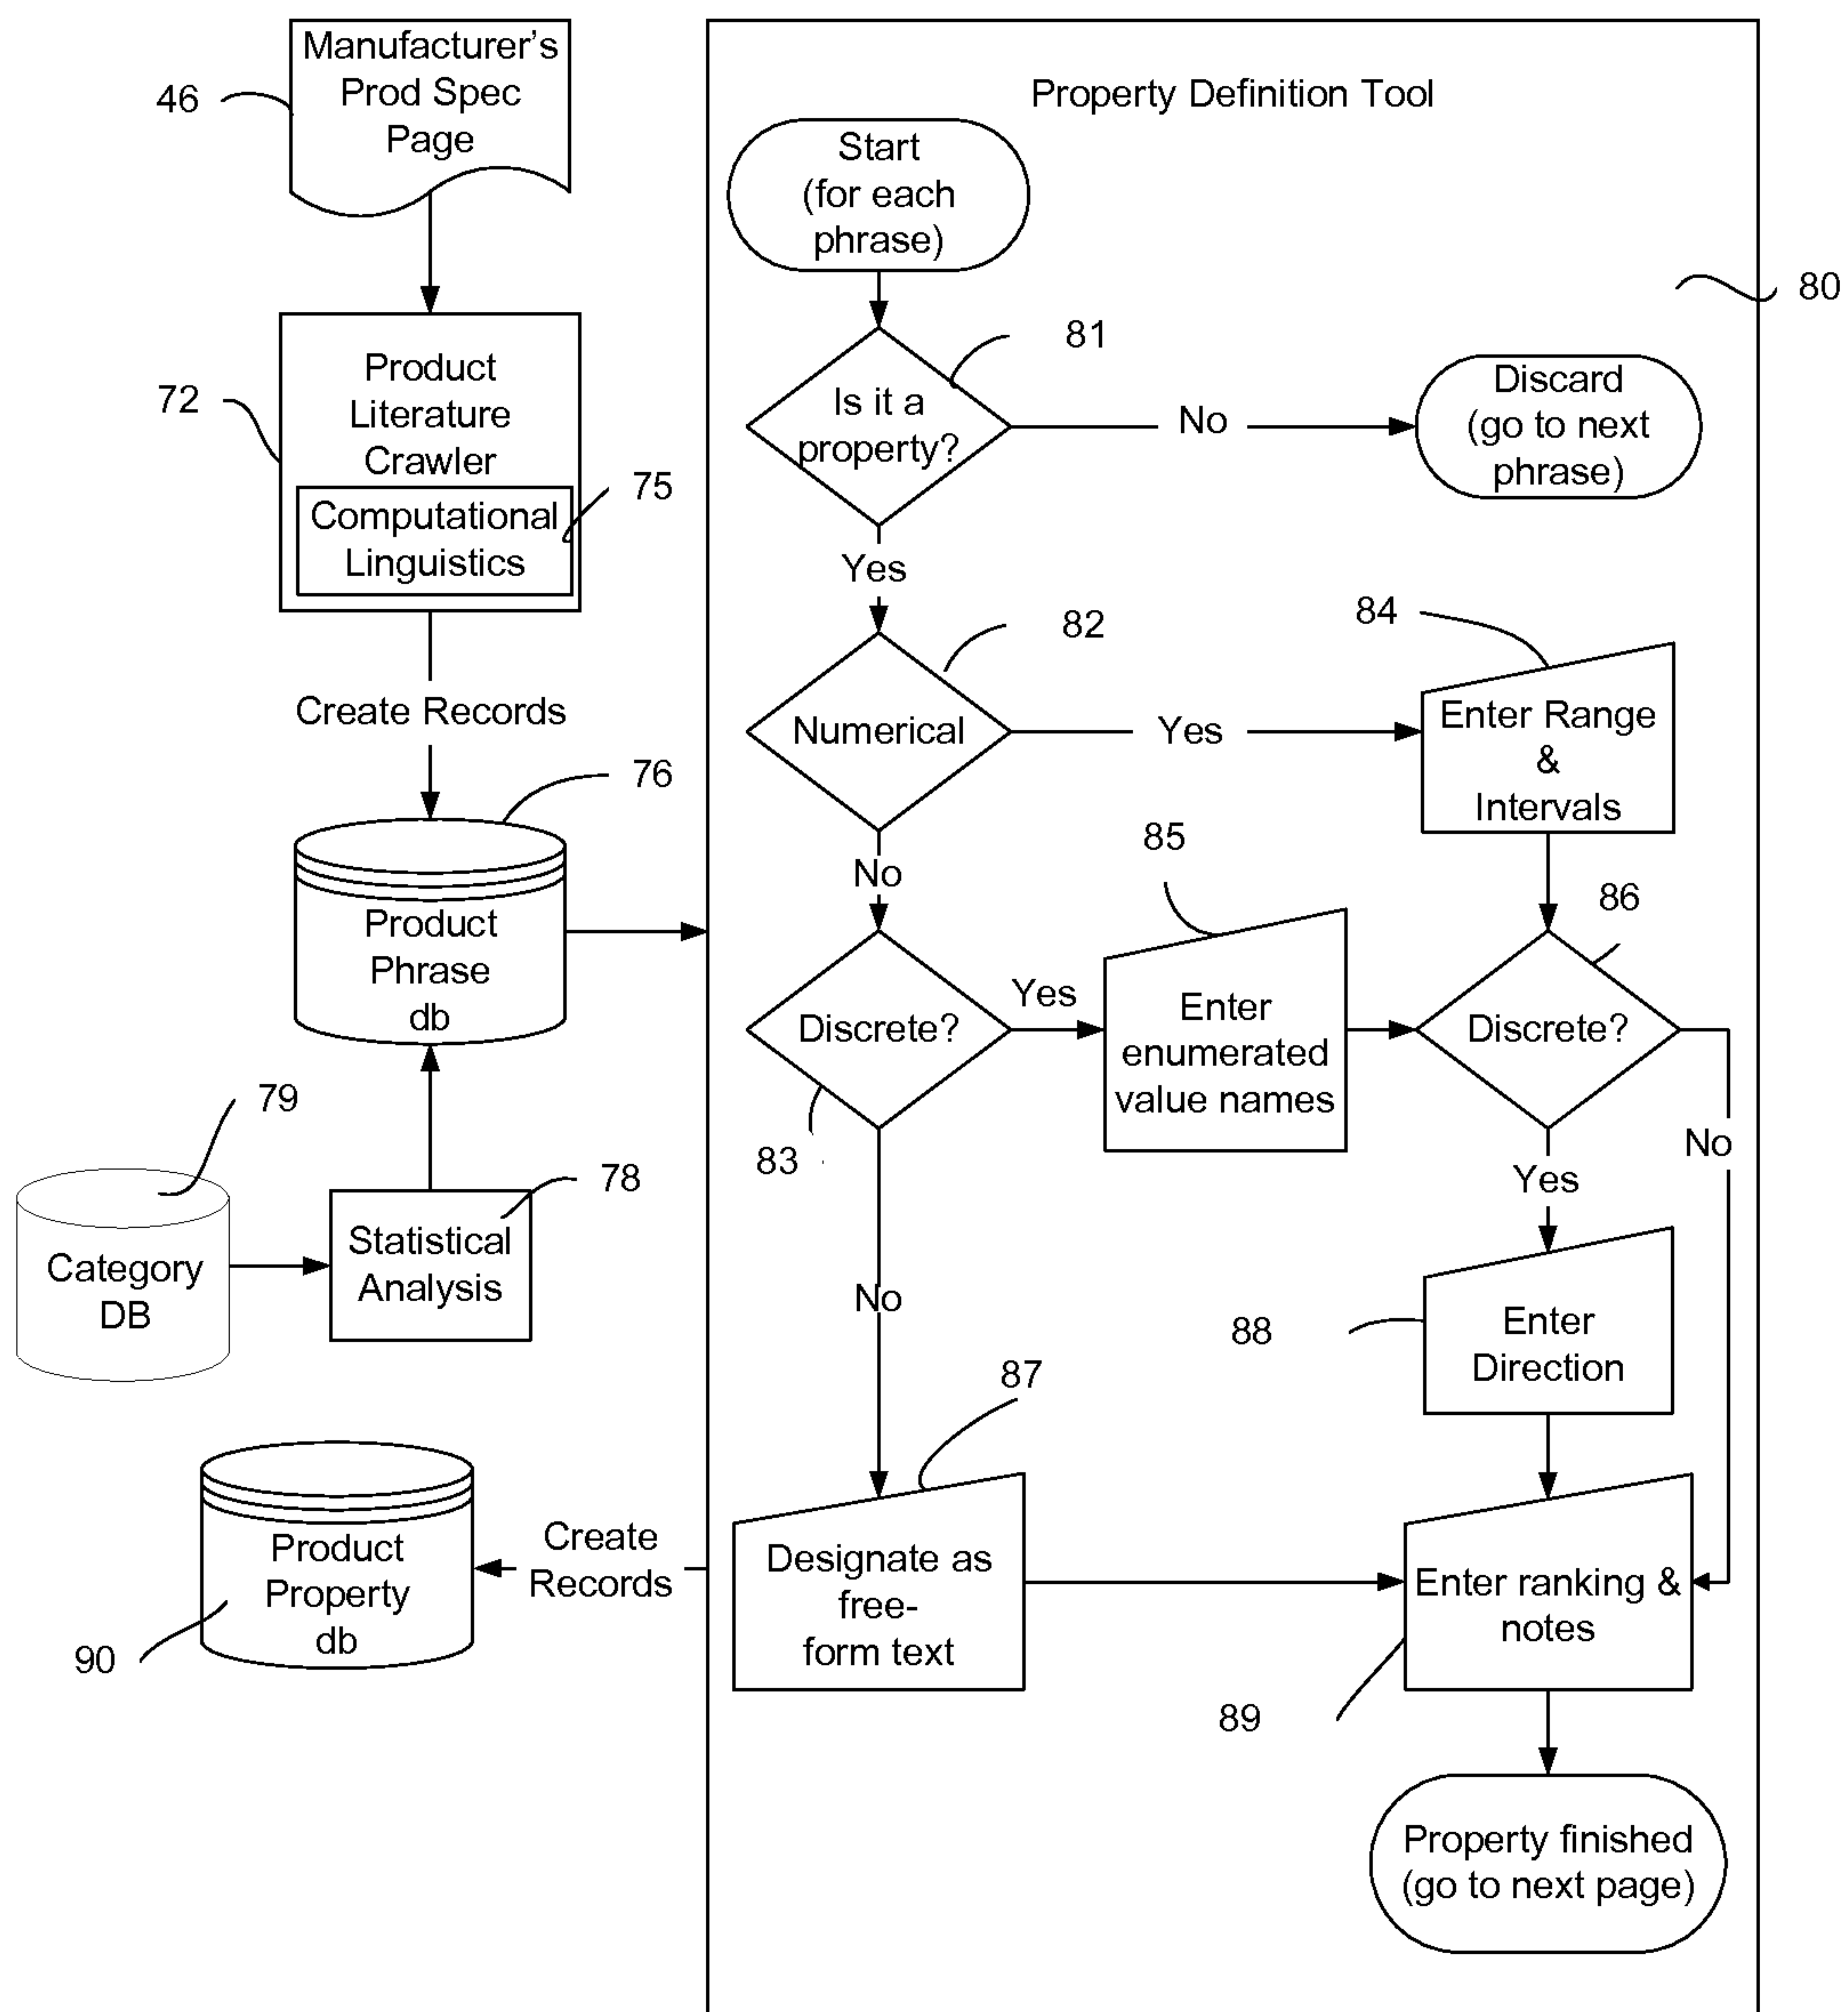 Manufacturer's
Prod Spec
Page
46
Product
Literature
Crawler
72
Computational
Linguistics
75
Create Records
76
Product
Phrase
db
79
Category
DB
78
Statistical
Analysis
Product
Property
db
90
Create
Records
Property Definition Tool
80
Start
(for each
phrase)
81
Is it a
property?
No
Discard
(go to next
phrase)
Yes
82
Numerical
Yes
84
Enter Range
&
Intervals
No
85
86
Discrete?
83
Yes
Enter
enumerated
value names
Discrete?
No
Yes
No
88
Enter
Direction
87
Designate as
free-
form text
Enter ranking &
notes
89
Property finished
(go to next page)